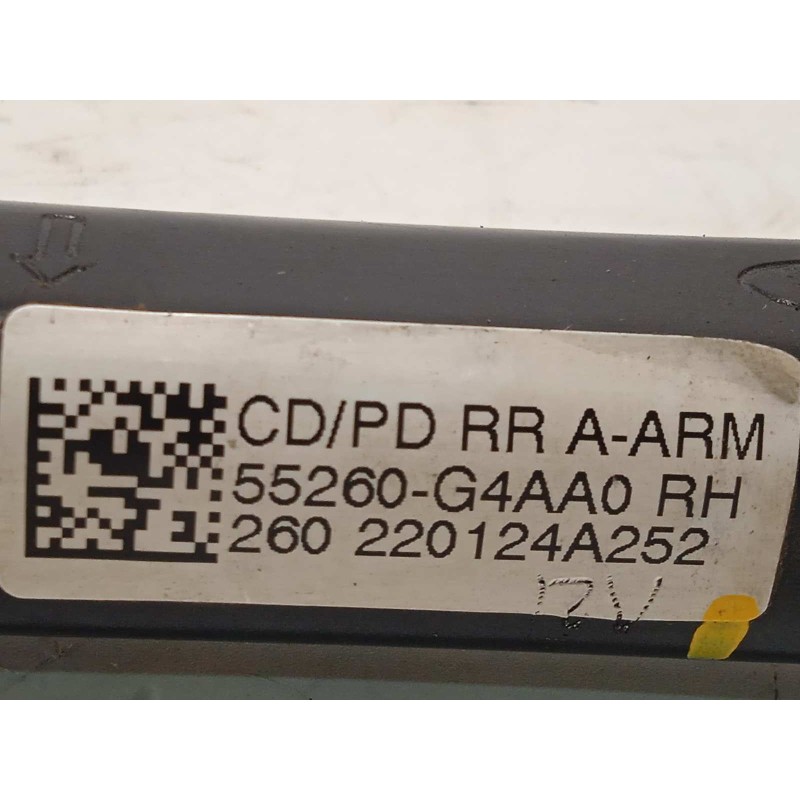 CD/PD RR A-ARM
55260-G4AA0 RH
260 220124A252